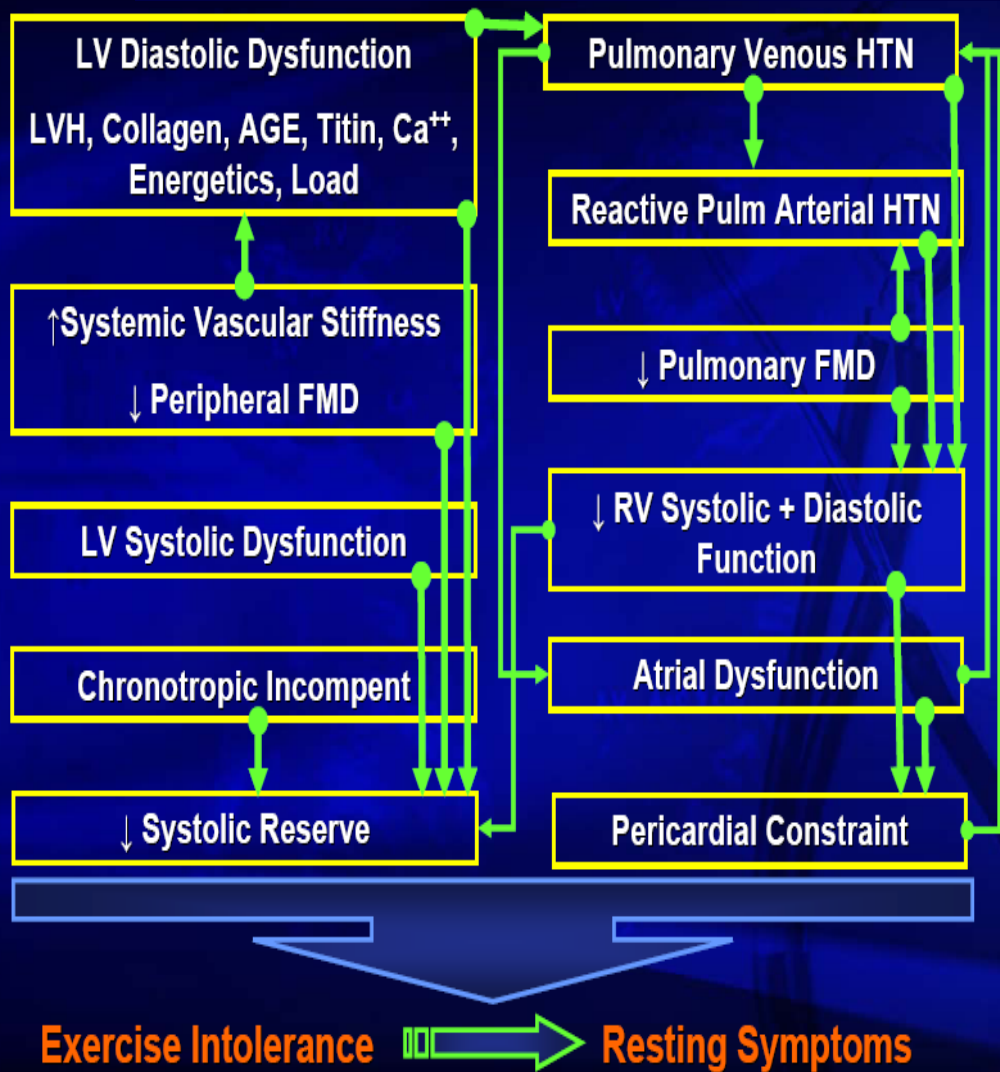 LV Diastolic Dysfunction
LVH, Collagen, AGE, Titin, Ca⁺⁺,
Energetics, Load
↑Systemic Vascular Stiffness
↓ Peripheral FMD
LV Systolic Dysfunction
Chronotropic Incompent
↓ Systolic Reserve
Pulmonary Venous HTN
Reactive Pulm Arterial HTN
↓ Pulmonary FMD
↓ RV Systolic + Diastolic
Function
Atrial Dysfunction
Pericardial Constraint
Exercise Intolerance
Resting Symptoms